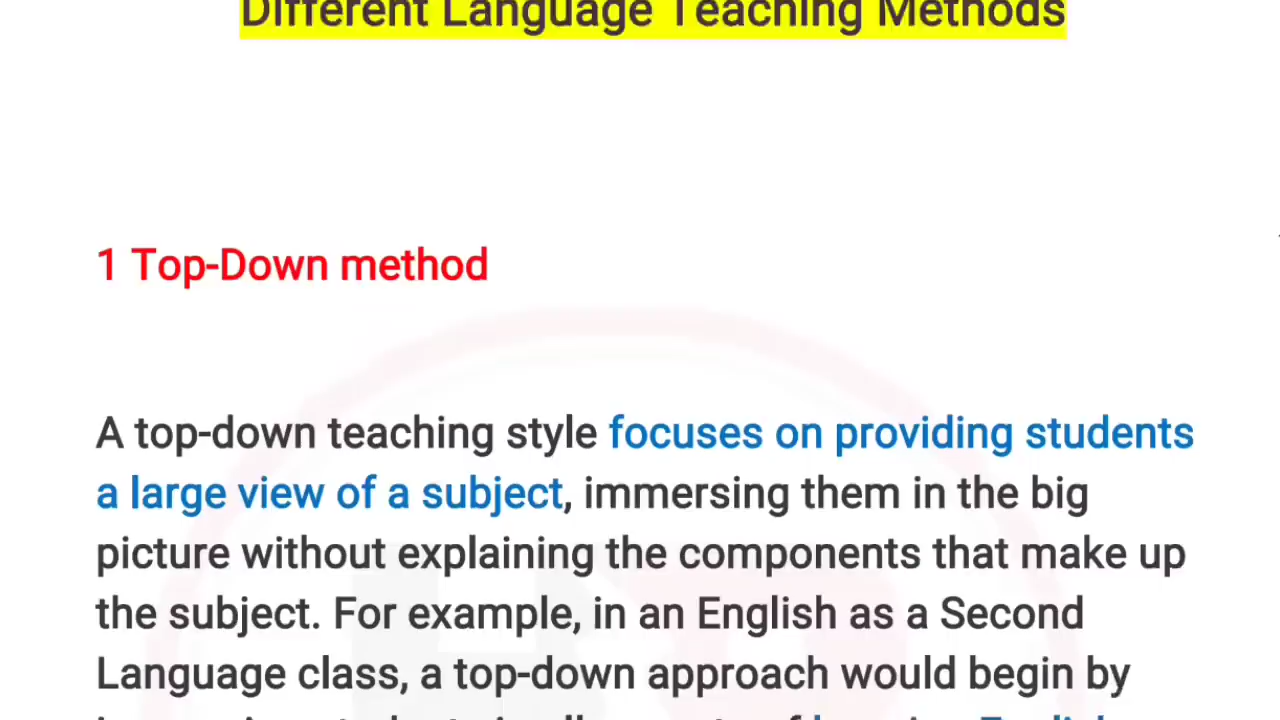 Different Language Teaching Methods
1 Top-Down method
A top-down teaching style focuses on providing students
a large view of a subject, immersing them in the big
picture without explaining the components that make up
the subject. For example, in an English as a Second
Language class, a top-down approach would begin by